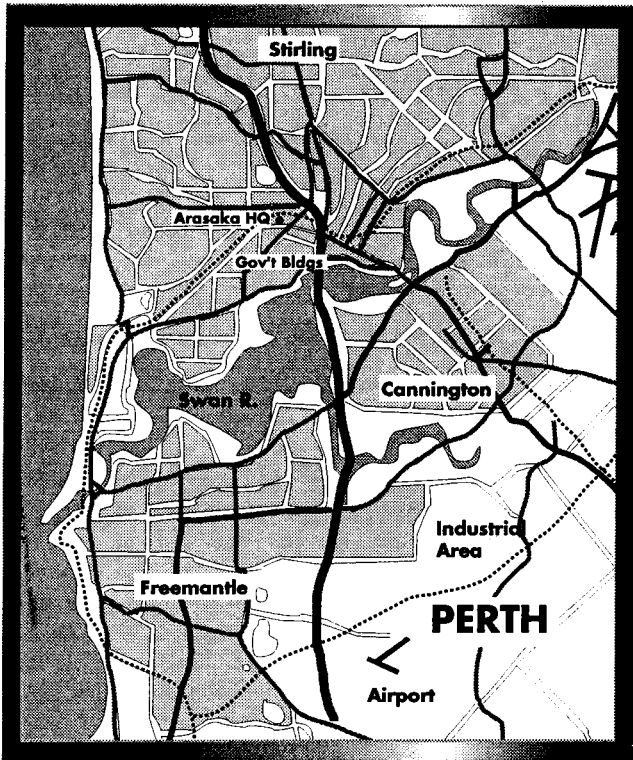 Stirling
Arasaka HQ
Gov't Bldgs
Swan R.
Cannington
Industrial
Area
Freemantle
PERTH
Airport